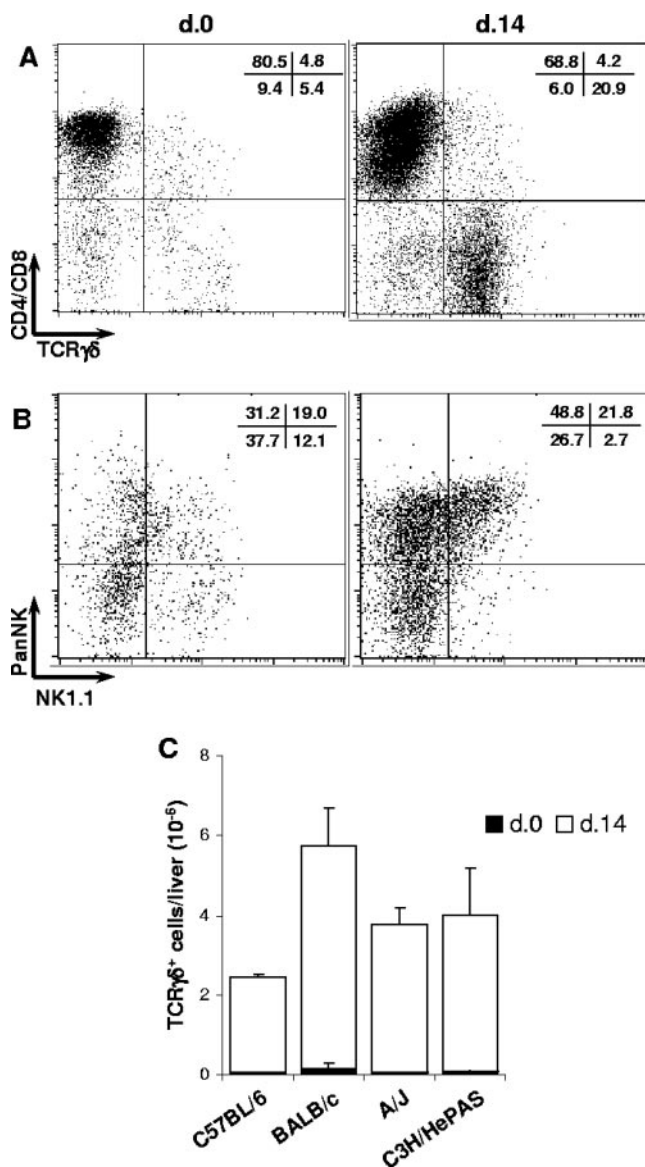 d.0 d.14
A
80.5 4.8
9.4 5.4
68.8 4.2
6.0 20.9
CD4/CD8
TCRγδ
B
31.2 19.0
37.7 12.1
48.8 21.8
26.7 2.7
PanNK
NK1.1
C
8
6
4
2
0
TCRγδ⁺ cells/liver (10⁻⁶)
d.0 d.14
C57BL/6
BALB/c
A/J
C3H/HePAS